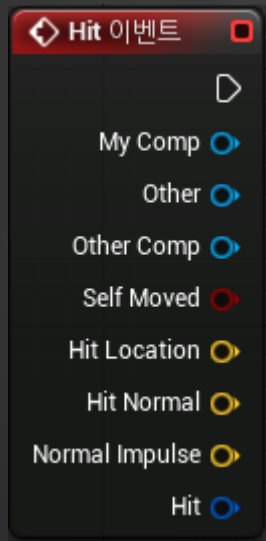 Hit 이벤트
My Comp
Other
Other Comp
Self Moved
Hit Location
Hit Normal
Normal Impulse
Hit